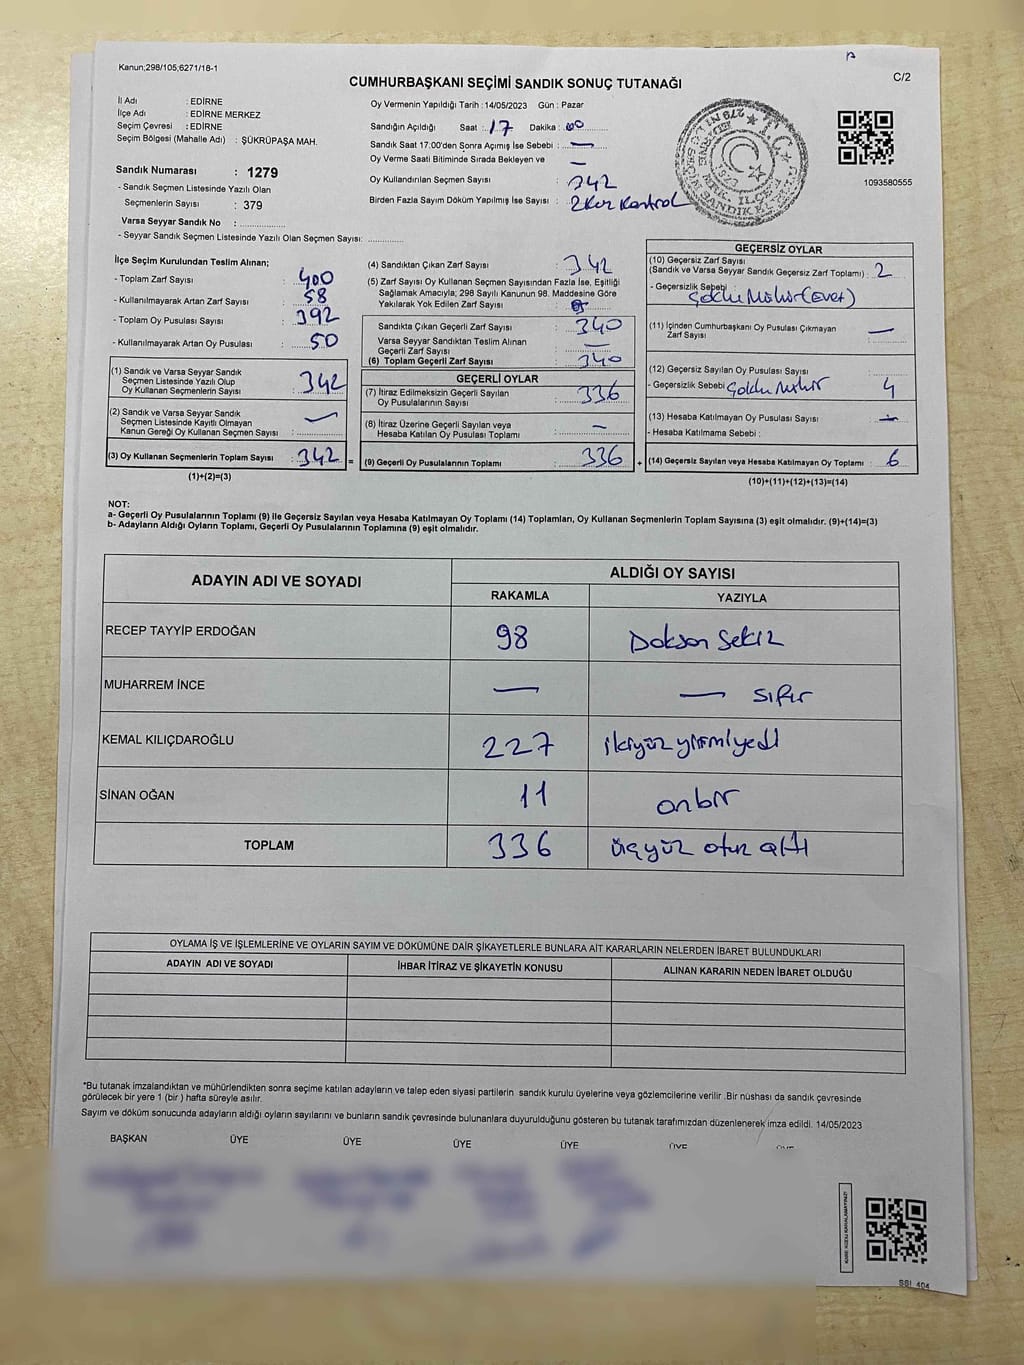 Kanun;298/105,6271/18-1
C/2
CUMHURBAŞKANI SEÇİMİ SANDIK SONUÇ TUTANAĞI
İl Adı : EDİRNE
İlçe Adı : EDİRNE MERKEZ
Seçim Çevresi : EDİRNE
Seçim Bölgesi (Mahalle Adı) : ŞÜKRÜPAŞA MAH.
Sandık Numarası : 1279
- Sandık Seçmen Listesinde Yazılı Olan
Seçmenlerin Sayısı : 379
Varsa Seyyar Sandık No :
- Seyyar Sandık Seçmen Listesinde Yazılı Olan Seçmen Sayısı:
Oy Vermenin Yapıldığı Tarih : 14/05/2023 Gün : Pazar
Sandığın Açıldığı Saat : 17 Dakika : 00
Sandık Saat 17.00'den Sonra Açımış İse Sebebi : —
Oy Verme Saati Bitiminde Sırada Bekleyen ve —
Oy Kullandırılan Seçmen Sayısı : 342
Birden Fazla Sayım Döküm Yapılmış İse Sayısı : 2 Kez Kontrol
1093580555
İlçe Seçim Kurulundan Teslim Alınan;
- Toplam Zarf Sayısı : 400
- Kullanılmayarak Artan Zarf Sayısı : 58
- Toplam Oy Pusulası Sayısı : 392
- Kullanılmayarak Artan Oy Pusulası : 50
(1) Sandık ve Varsa Seyyar Sandık
Seçmen Listesinde Yazılı Olup
Oy Kullanan Seçmenlerin Sayısı : 342
(2) Sandık ve Varsa Seyyar Sandık
Seçmen Listesinde Kayıtlı Olmayan
Kanun Gereği Oy Kullanan Seçmen Sayısı : —
(3) Oy Kullanan Seçmenlerin Toplam Sayısı : 342 =
(1)+(2)=(3)
(4) Sandıktan Çıkan Zarf Sayısı : 342
(5) Zarf Sayısı Oy Kullanan Seçmen Sayısından Fazla İse, Eşitliği
Sağlamak Amacıyla; 298 Sayılı Kanunun 98. Maddesine Göre
Yakılarak Yok Edilen Zarf Sayısı :
Sandıkta Çıkan Geçerli Zarf Sayısı : 340
Varsa Seyyar Sandıktan Teslim Alınan
Geçerli Zarf Sayısı : —
(6) Toplam Geçerli Zarf Sayısı : 340
GEÇERLİ OYLAR
(7) İtiraz Edilmeksizin Geçerli Sayılan
Oy Pusulalarının Sayısı : 336
(8) İtiraz Üzerine Geçerli Sayılan veya
Hesaba Katılan Oy Pusulası Toplamı : —
(9) Geçerli Oy Pusulalarının Toplamı : 336 +
GEÇERSİZ OYLAR
(10) Geçersiz Zarf Sayısı
(Sandık ve Varsa Seyyar Sandık Geçersiz Zarf Toplamı) : 2
- Geçersizlik Sebebi
Çoklu Mühür (Evet)
(11) İçinden Cumhurbaşkanı Oy Pusulası Çıkmayan
Zarf Sayısı : —
(12) Geçersiz Sayılan Oy Pusulası Sayısı :
- Geçersizlik Sebebi Çoklu Mühür 4
(13) Hesaba Katılmayan Oy Pusulası Sayısı : —
- Hesaba Katılmama Sebebi :
(14) Geçersiz Sayılan veya Hesaba Katılmayan Oy Toplamı : 6
(10)+(11)+(12)+(13)=(14)
NOT:
a- Geçerli Oy Pusulalarının Toplamı (9) ile Geçersiz Sayılan veya Hesaba Katılmayan Oy Toplamı (14) Toplamları, Oy Kullanan Seçmenlerin Toplam Sayısına (3) eşit olmalıdır. (9)+(14)=(3)
b- Adayların Aldığı Oyların Toplamı, Geçerli Oy Pusulalarının Toplamına (9) eşit olmalıdır.
ADAYIN ADI VE SOYADI
ALDIĞI OY SAYISI
RAKAMLA YAZIYLA
RECEP TAYYİP ERDOĞAN 98 Doksan Sekiz
MUHARREM İNCE — — sıfır
KEMAL KILIÇDAROĞLU 227 ikiyüz yirmiyedi
SİNAN OĞAN 11 onbir
TOPLAM 336 üçyüz otuz altı
OYLAMA İŞ VE İŞLEMLERİNE VE OYLARIN SAYIM VE DÖKÜMÜNE DAİR ŞİKAYETLERLE BUNLARA AİT KARARLARIN NELERDEN İBARET BULUNDUKLARI
ADAYIN ADI VE SOYADI İHBAR İTİRAZ VE ŞİKAYETİN KONUSU ALINAN KARARIN NEDEN İBARET OLDUĞU
*Bu tutanak imzalandıktan ve mühürlendikten sonra seçime katılan adayların ve talep eden siyasi partilerin sandık kurulu üyelerine veya gözlemcilerine verilir .Bir nüshası da sandık çevresinde
görülecek bir yere 1 (bir ) hafta süreyle asılır.
Sayım ve döküm sonucunda adayların aldığı oyların sayılarını ve bunların sandık çevresinde bulunanlara duyurulduğunu gösteren bu tutanak tarafımızdan düzenlenerek imza edildi. 14/05/2023
BAŞKAN ÜYE ÜYE ÜYE ÜYE ÜYE ÜYE
KARE KODU KARALAMAYINIZ!
SBI_404